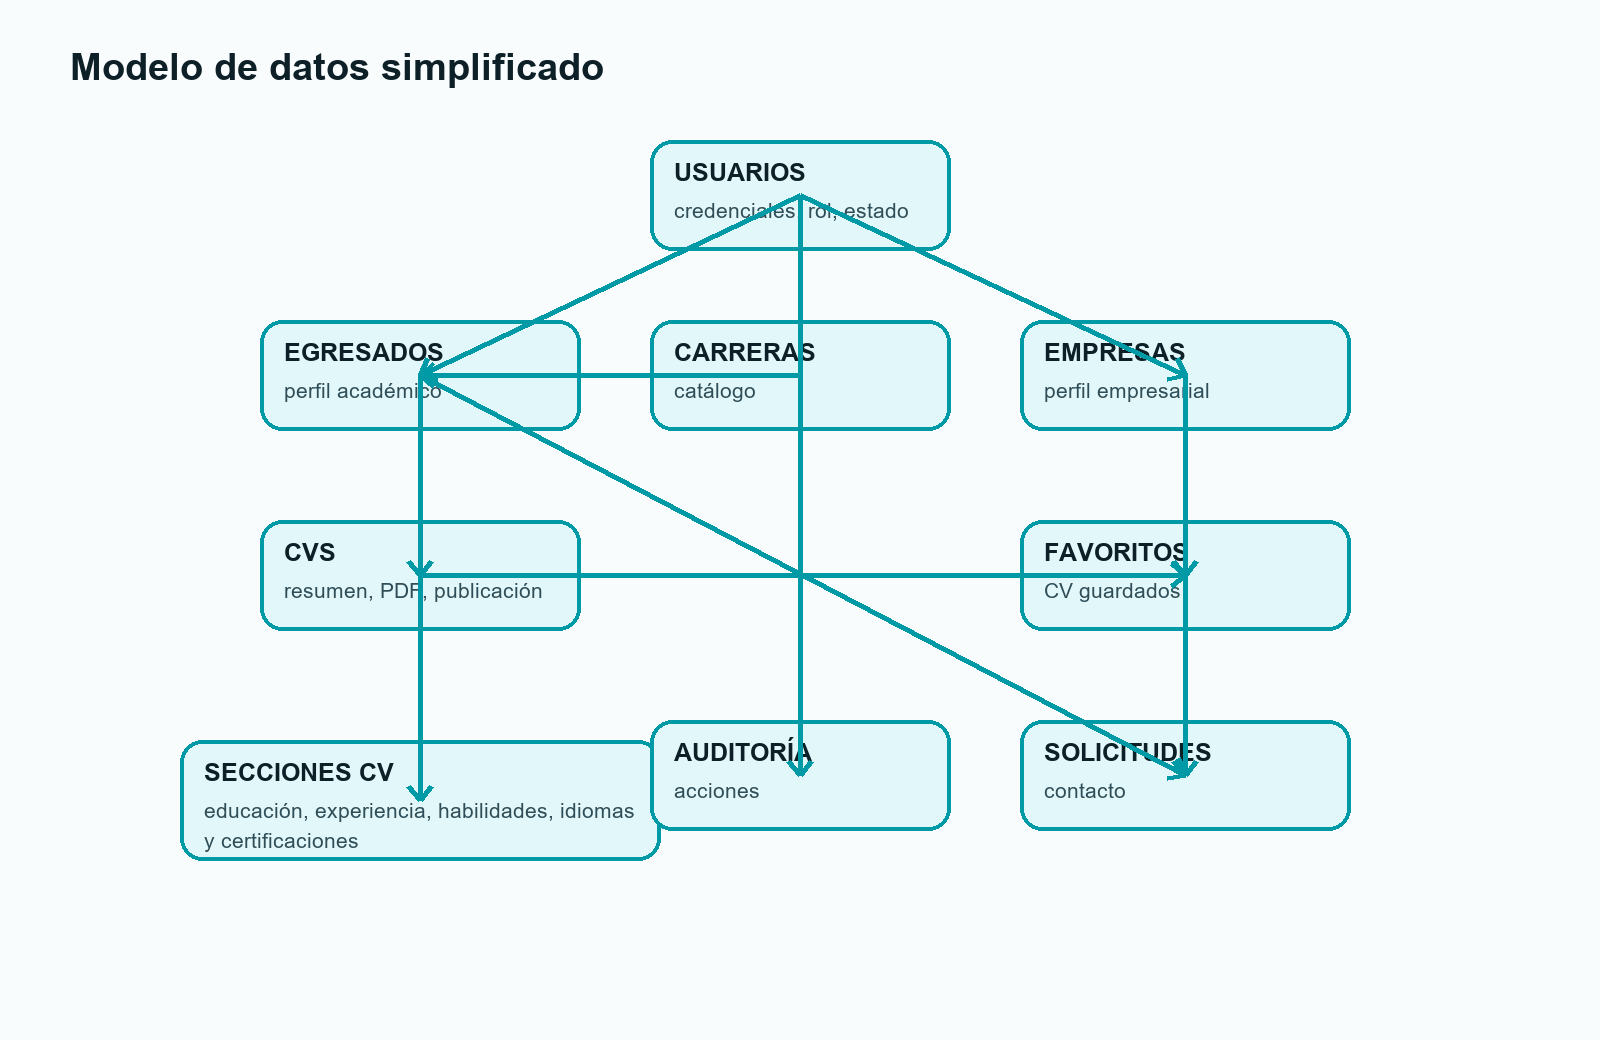 Modelo de datos simplificado
USUARIOS
credenciales, rol, estado
EGRESADOS
perfil académico
CARRERAS
catálogo
EMPRESAS
perfil empresarial
CVS
resumen, PDF, publicación
FAVORITOS
CV guardados
SECCIONES CV
educación, experiencia, habilidades, idiomas
y certificaciones
AUDITORÍA
acciones
SOLICITUDES
contacto